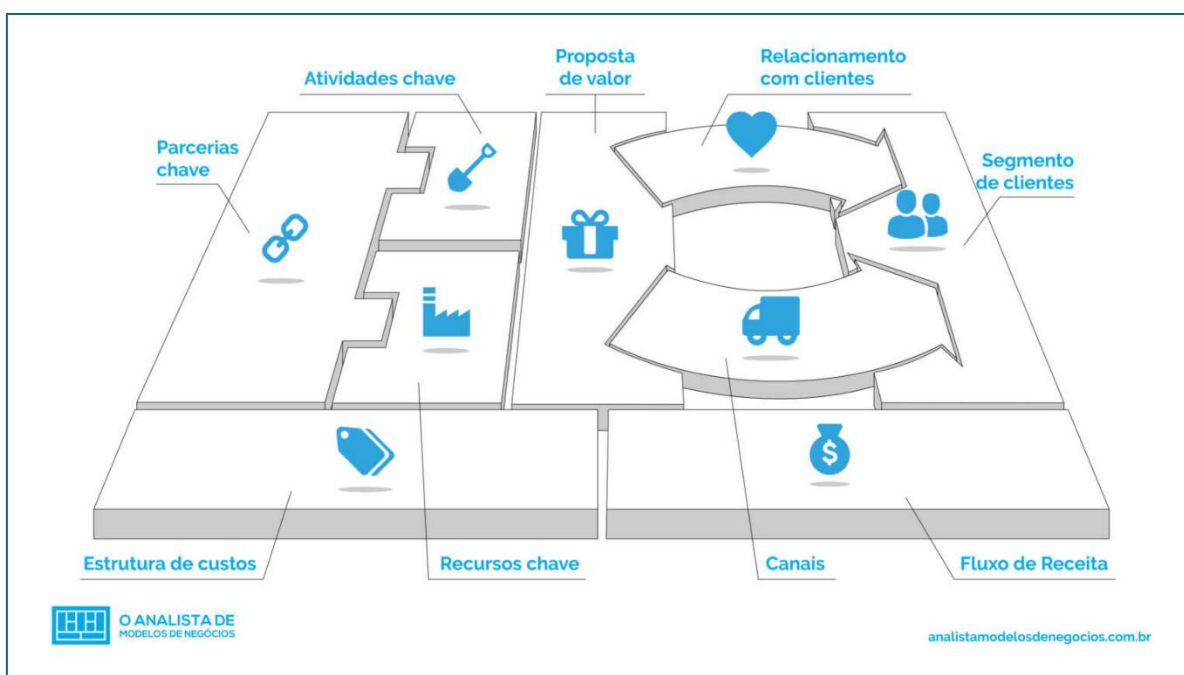 Atividades chave
Proposta
de valor
Relacionamento
com clientes
Parcerias
chave
Segmento
de clientes
$
Estrutura de custos
Recursos chave
Canais
Fluxo de Receita
O ANALISTA DE
MODELOS DE NEGÓCIOS
analistamodelosdenegocios.com.br